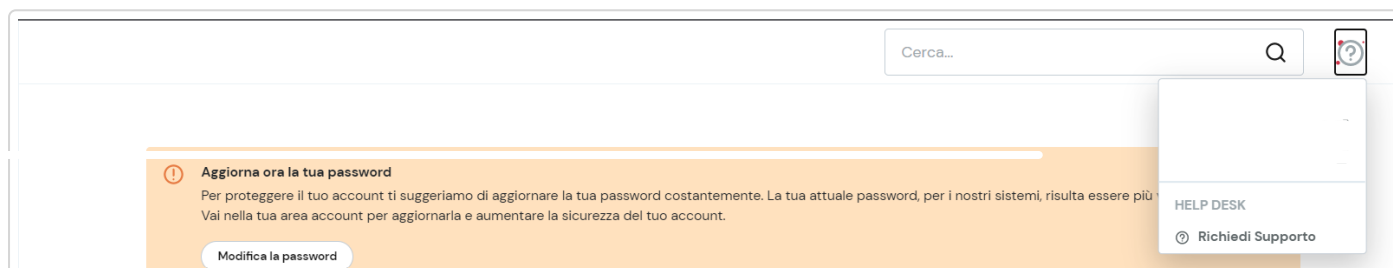 Cerca...
Aggiorna ora la tua password
Per proteggere il tuo account ti suggeriamo di aggiornare la tua password costantemente. La tua attuale password, per i nostri sistemi, risulta essere più
Vai nella tua area account per aggiornarla e aumentare la sicurezza del tuo account.
Modifica la password
HELP DESK
Richiedi Supporto